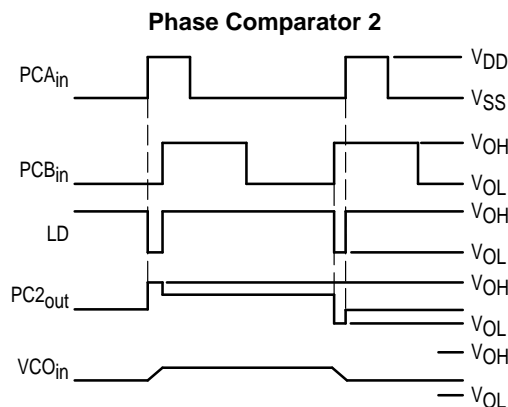 Phase Comparator 2
PCAin
VDD
VSS
PCBin
VOH
VOL
LD
VOH
VOL
PC2out
VOH
VOL
VCOin
VOH
VOL